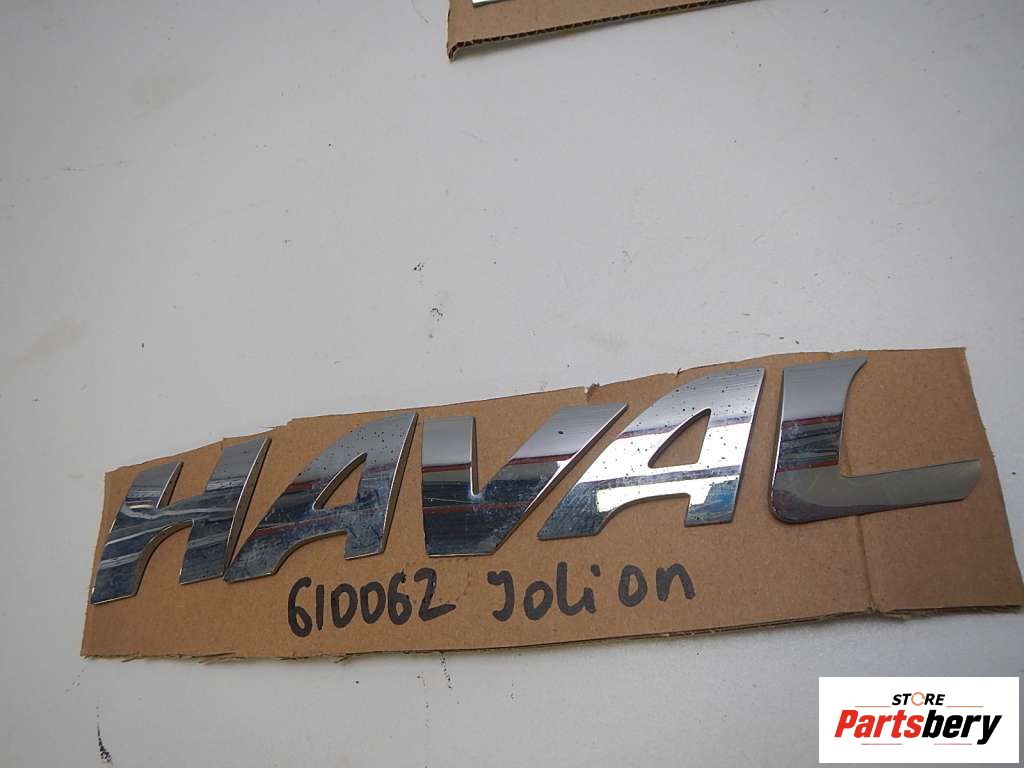 HAVAL
610062 Jolion
STORE
Partsbery